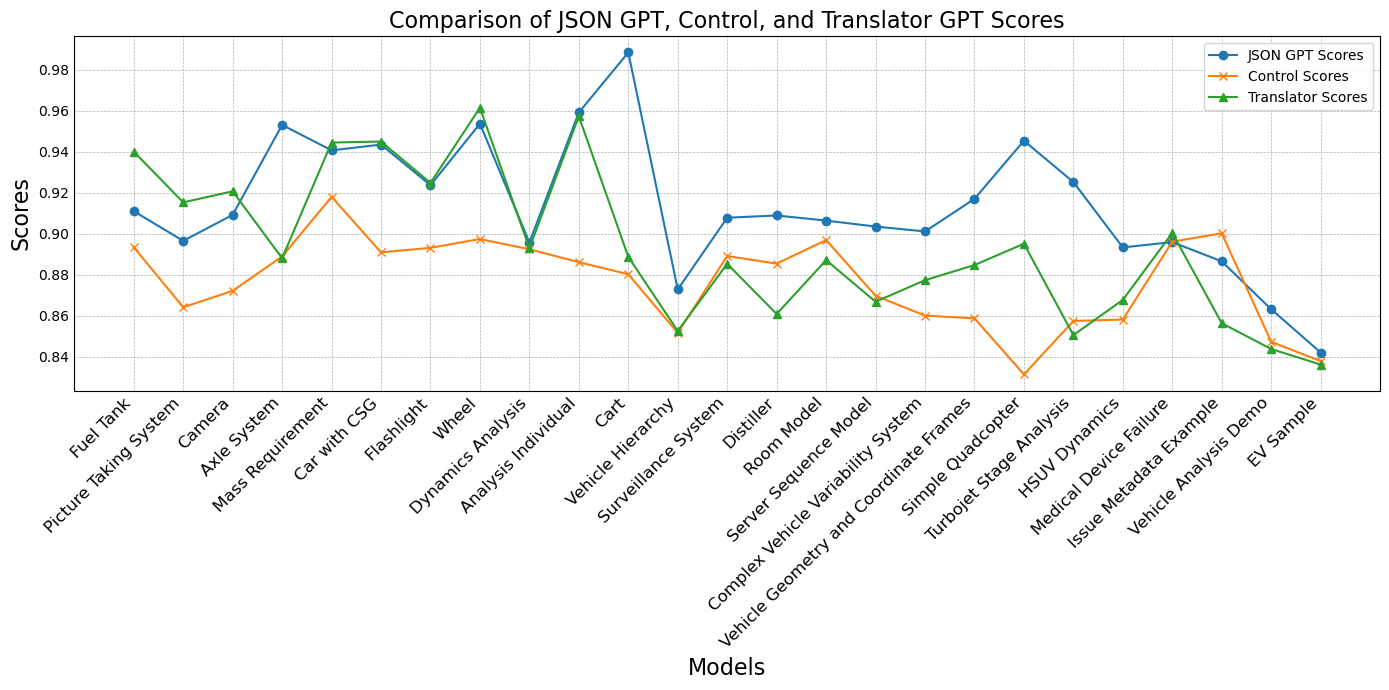 Comparison of JSON GPT, Control, and Translator GPT Scores
JSON GPT Scores
Control Scores
Translator Scores
Scores
0.98
0.96
0.94
0.92
0.90
0.88
0.86
0.84
Fuel Tank
Picture Taking System
Camera
Axle System
Mass Requirement
Car with CSG
Flashlight
Wheel
Dynamics Analysis
Analysis Individual
Cart
Vehicle Hierarchy
Surveillance System
Distiller
Room Model
Server Sequence Model
Complex Vehicle Variability System
Vehicle Geometry and Coordinate Frames
Simple Quadcopter
Turbojet Stage Analysis
HSUV Dynamics
Medical Device Failure
Issue Metadata Example
Vehicle Analysis Demo
EV Sample
Models